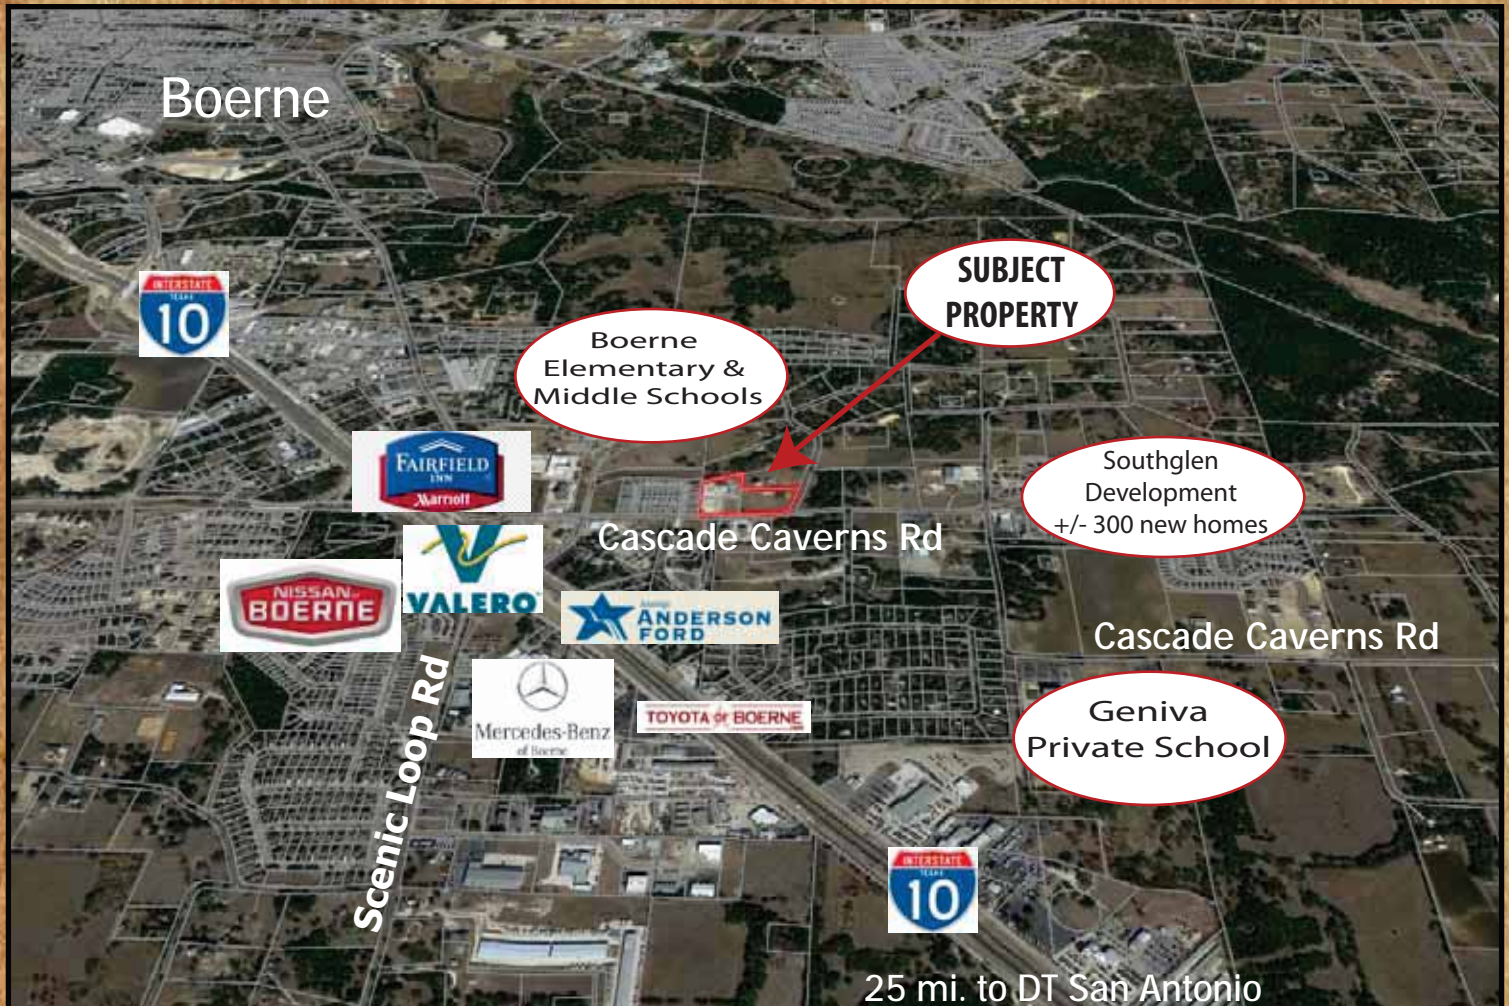 Boerne
SUBJECT
PROPERTY
INTERSTATE
TEXAS
10
Boerne
Elementary &
Middle Schools
FAIRFIELD
INN
Marriott
Southglen
Development
+/- 300 new homes
Cascade Caverns Rd
VALERO
NISSAN OF
BOERNE
ANDERSON
FORD
Cascade Caverns Rd
Scenic Loop Rd
Mercedes-Benz
of Boerne
TOYOTA of BOERNE
Geniva
Private School
INTERSTATE
TEXAS
10
25 mi. to DT San Antonio